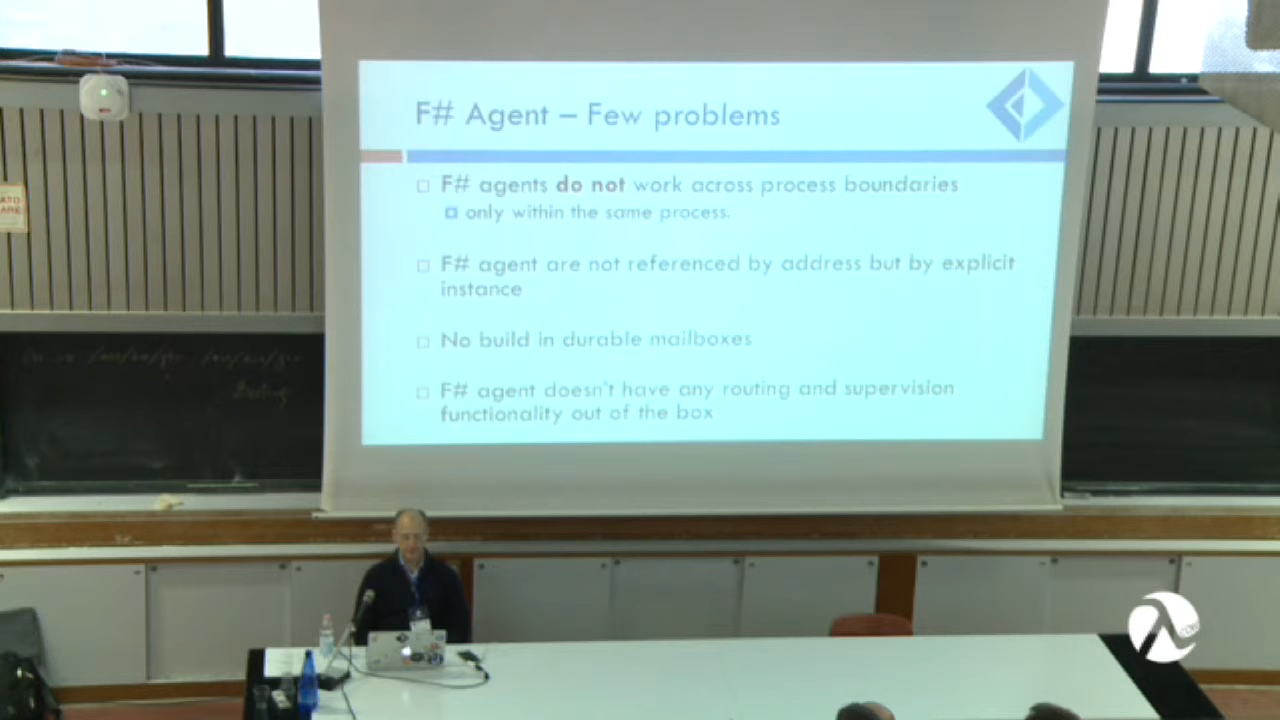 F# Agent – Few problems
F# agents do not work across process boundaries
only within the same process.
F# agent are not referenced by address but by explicit
instance
No build in durable mailboxes
F# agent doesn't have any routing and supervision
functionality out of the box